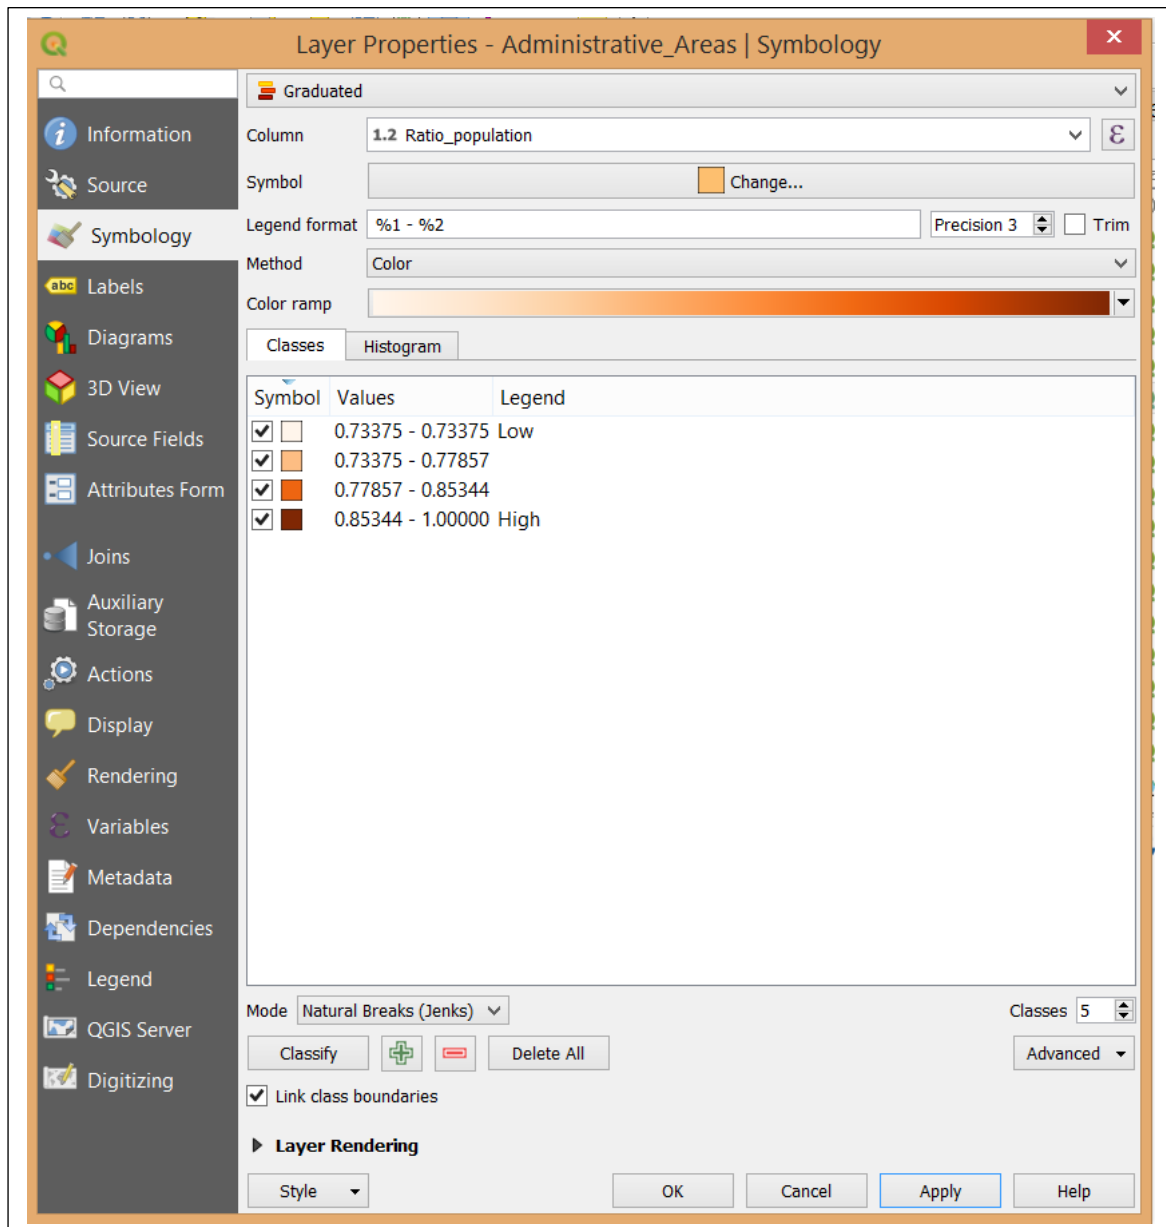 Layer Properties - Administrative_Areas | Symbology
Information
Source
Symbology
abc Labels
Diagrams
3D View
Source Fields
Attributes Form
Joins
Auxiliary
Storage
Actions
Display
Rendering
Variables
Metadata
Dependencies
Legend
QGIS Server
Digitizing
Graduated
Column 1.2 Ratio_population ε
Symbol Change...
Legend format %1 - %2 Precision 3 Trim
Method Color
Color ramp
Classes Histogram
Symbol Values Legend
0.73375 - 0.73375 Low
0.73375 - 0.77857
0.77857 - 0.85344
0.85344 - 1.00000 High
Mode Natural Breaks (Jenks) Classes 5
Classify Delete All Advanced
Link class boundaries
Layer Rendering
Style OK Cancel Apply Help